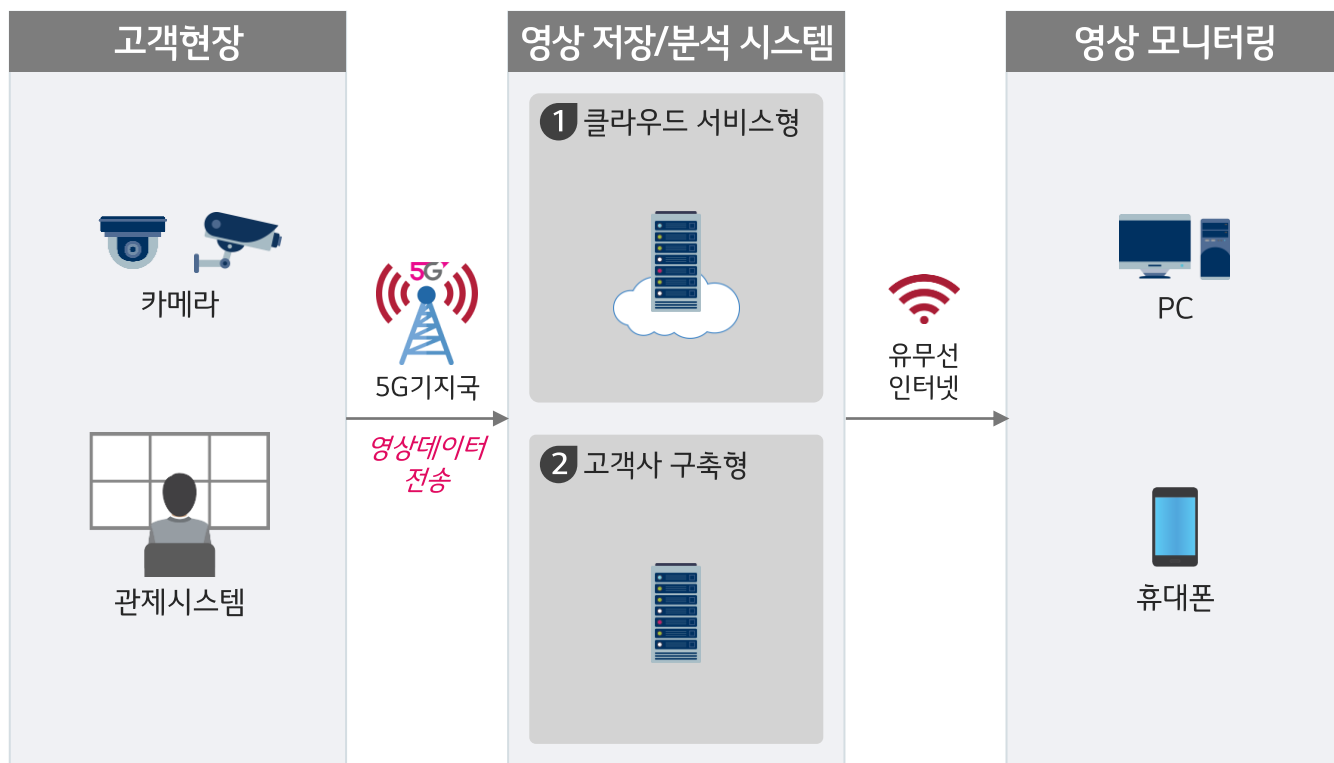 고객현장
카메라
관제시스템
5G
5G기지국
영상데이터
전송
영상 저장/분석 시스템
1 클라우드 서비스형
2 고객사 구축형
유무선
인터넷
영상 모니터링
PC
휴대폰